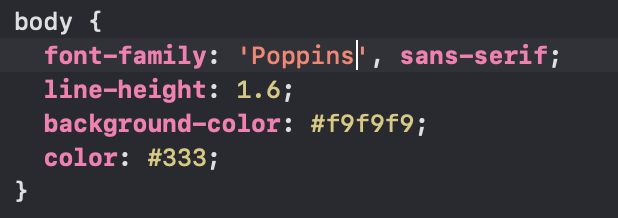 body {
  font-family: 'Poppins', sans-serif;
  line-height: 1.6;
  background-color: #f9f9f9;
  color: #333;
}